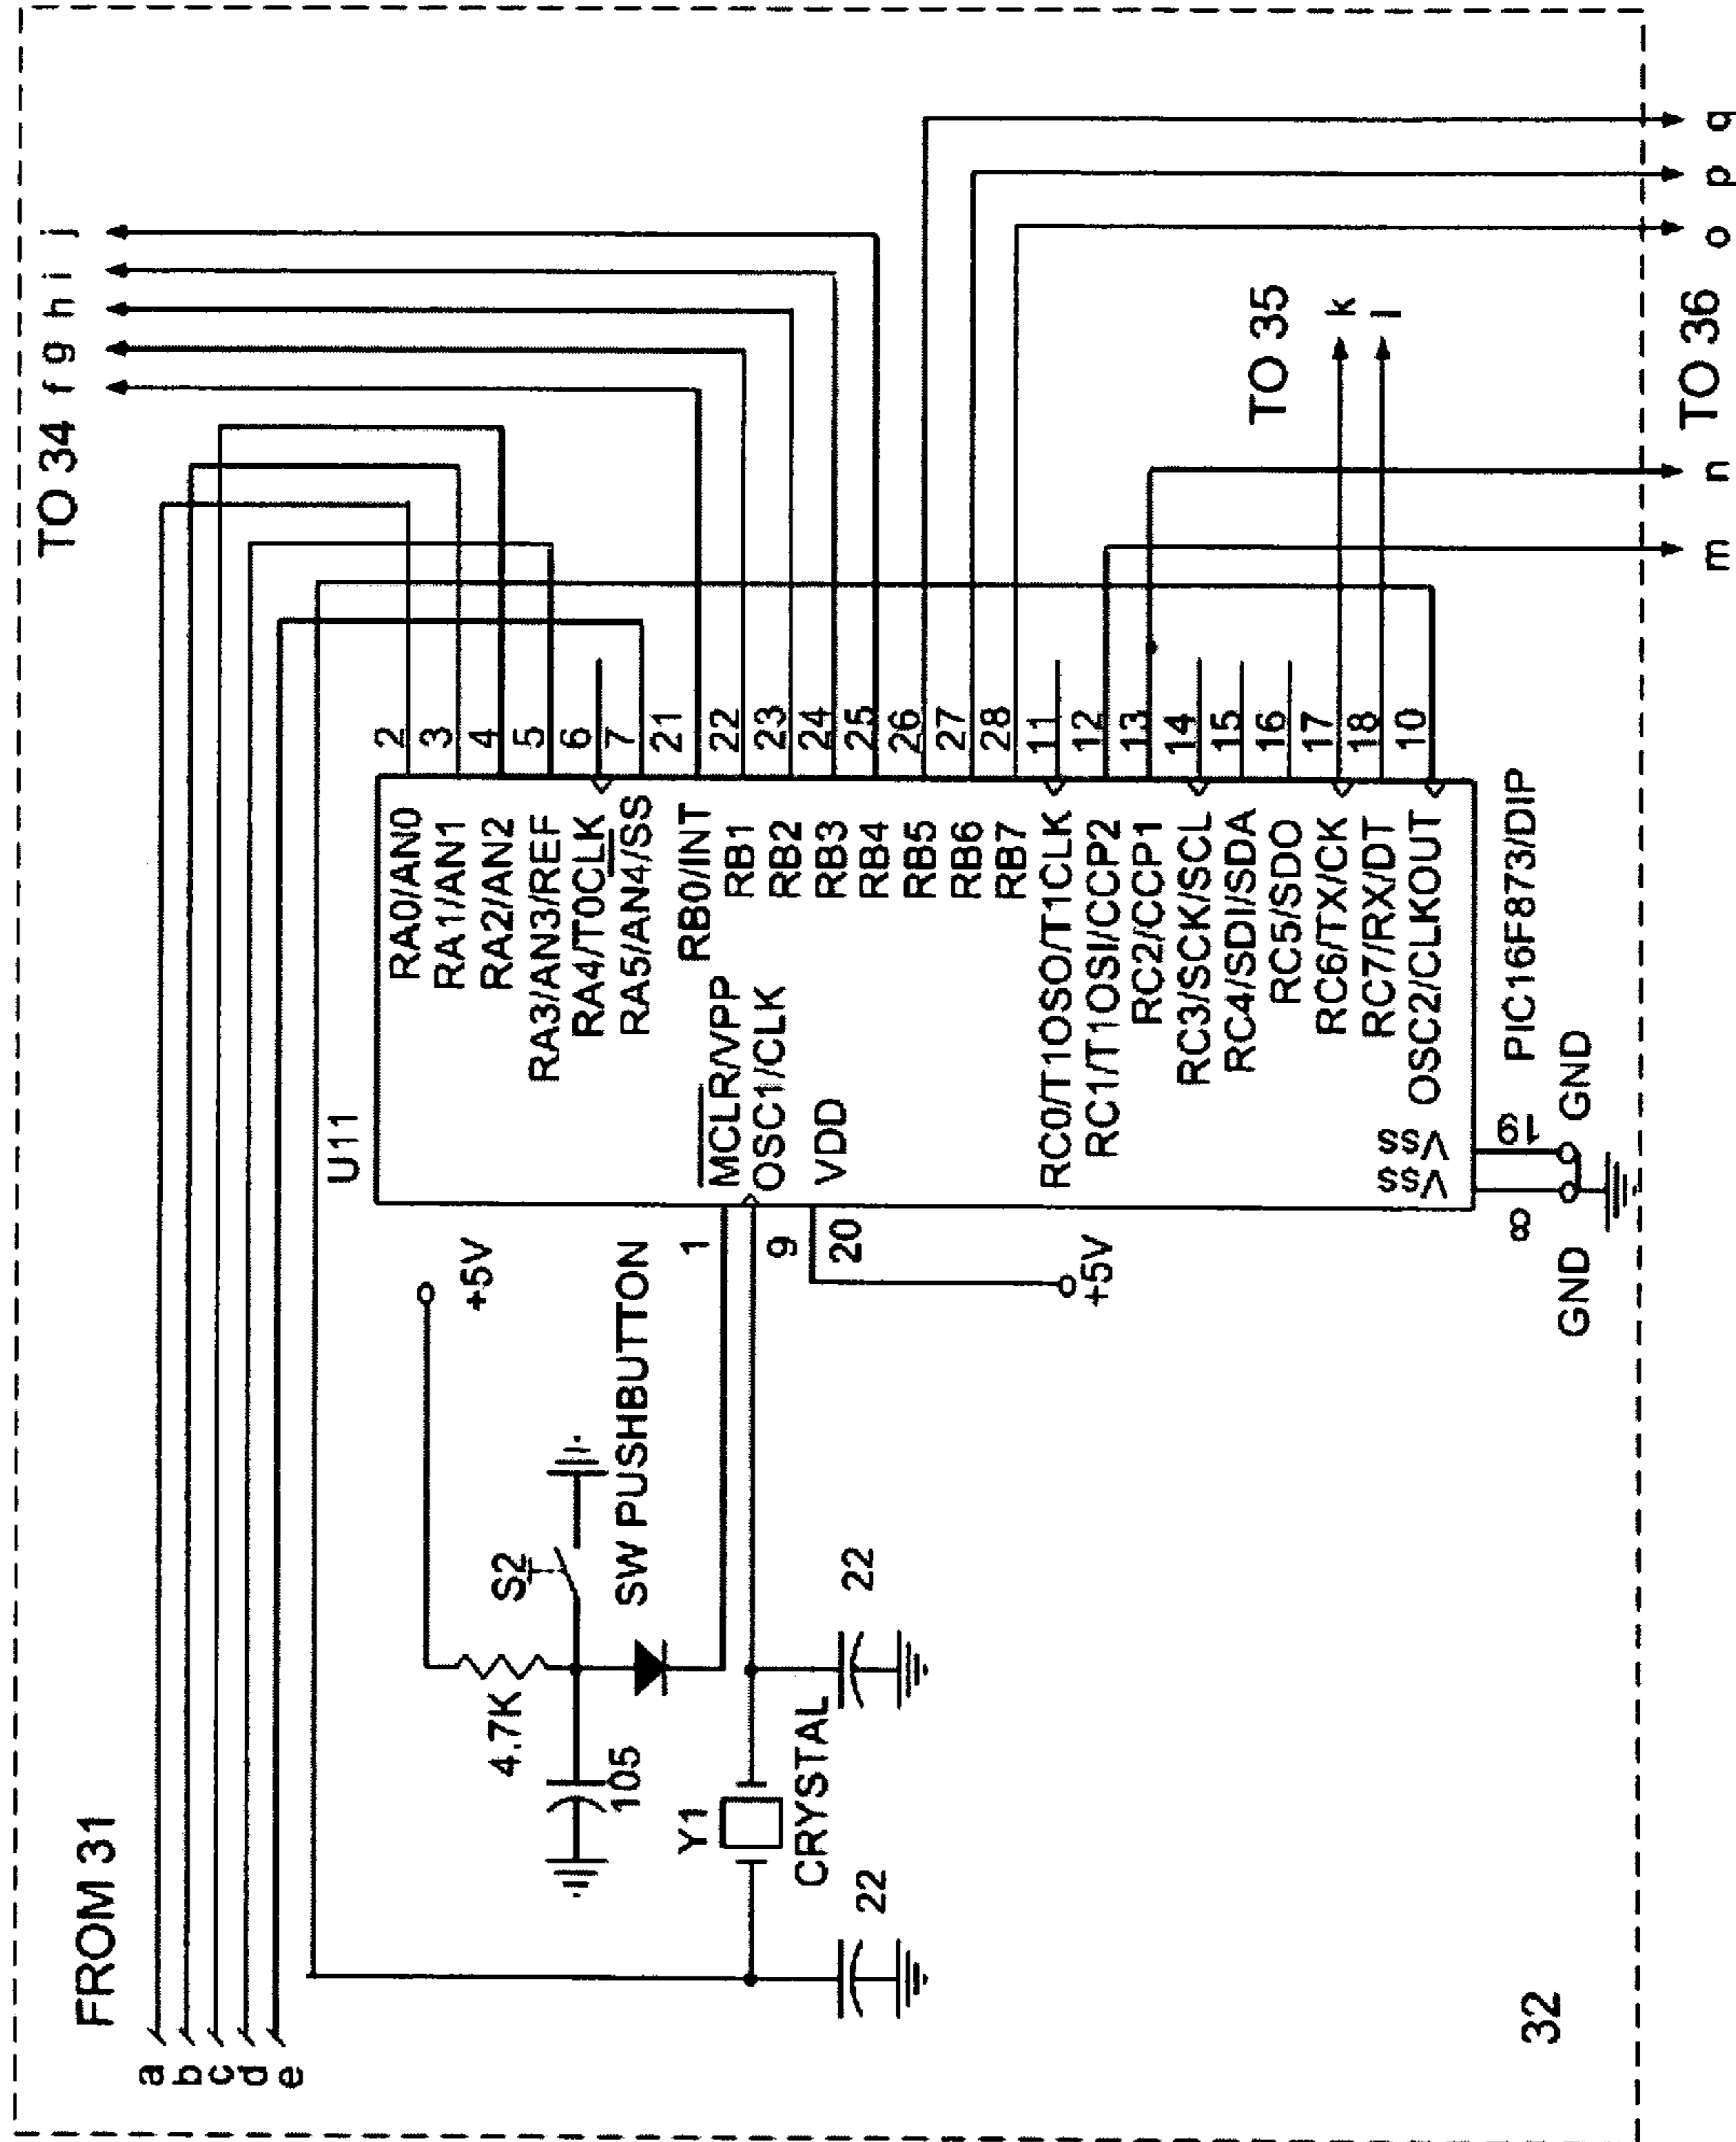 FROM 31
a
b
c
d
e
TO 34
f g h i j
4.7K
105
S2
+5V
SW PUSHBUTTON
Y1
CRYSTAL
22
22
U11
1
MCLR/VPP
9
OSC1/CLK
20
VDD
+5V
RA0/AN0 2
RA1/AN1 3
RA2/AN2 4
RA3/AN3/REF 5
RA4/T0CLK 6
RA5/AN4/SS 7
RB0/INT 21
RB1 22
RB2 23
RB3 24
RB4 25
RB5 26
RB6 27
RB7 28
RC0/T1OSO/T1CLK 11
RC1/T1OSI/CCP2 12
RC2/CCP1 13
RC3/SCK/SCL 14
RC4/SDI/SDA 15
RC5/SDO 16
RC6/TX/CK 17
RC7/RX/DT 18
OSC2/CLKOUT 10
Vss Vss
8 19
GND GND
PIC16F873/DIP
TO 35
k
l
m n
TO 36
o p q
32